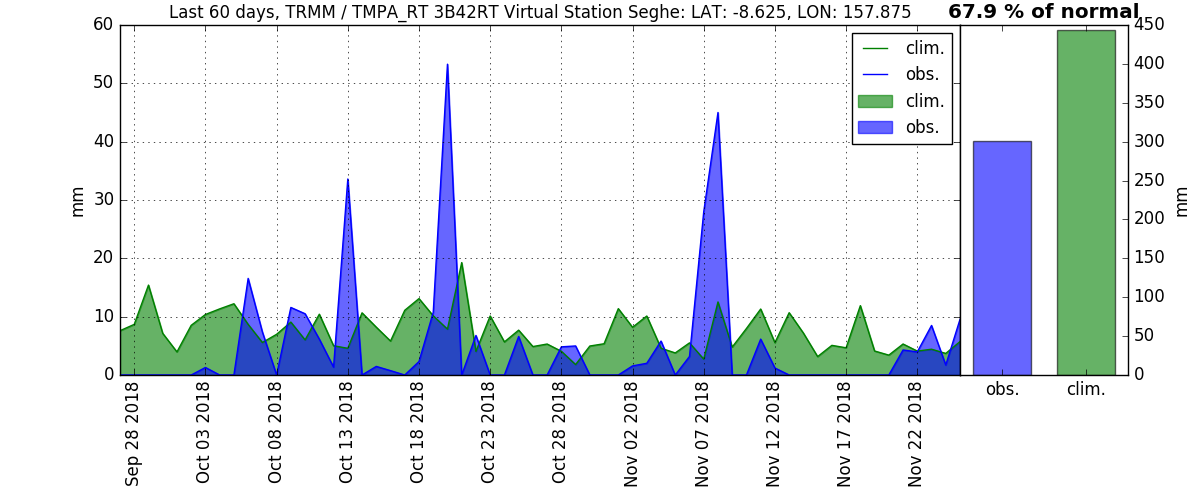 Last 60 days, TRMM / TMPA_RT 3B42RT Virtual Station Seghe: LAT: -8.625, LON: 157.875
67.9 % of normal
60
50
40
30
20
10
0
mm
clim.
obs.
clim.
obs.
450
400
350
300
250
200
150
100
50
0
mm
obs.
clim.
Sep 28 2018
Oct 03 2018
Oct 08 2018
Oct 13 2018
Oct 18 2018
Oct 23 2018
Oct 28 2018
Nov 02 2018
Nov 07 2018
Nov 12 2018
Nov 17 2018
Nov 22 2018